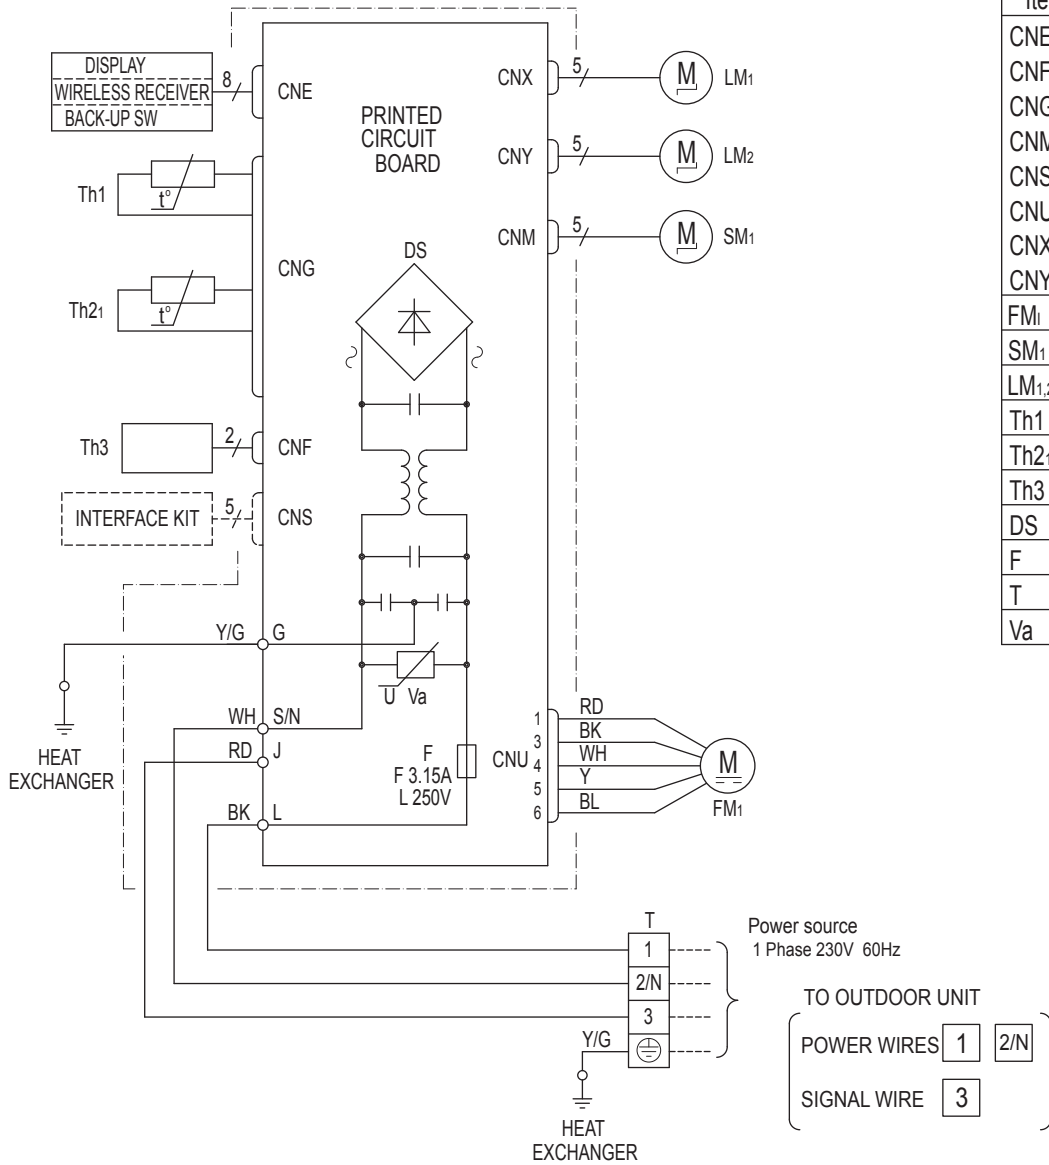 DISPLAY
WIRELESS RECEIVER
BACK-UP SW
8
CNE
PRINTED
CIRCUIT
BOARD
CNX
5
M
LM1
CNY
5
M
LM2
CNM
5
M
SM1
Th1
t°
CNG
Th21
t°
DS
Th3
2
CNF
INTERFACE KIT
5
CNS
Y/G
G
U Va
HEAT
EXCHANGER
WH
S/N
RD
J
BK
L
F
F 3.15A
L 250V
CNU
1
3
4
5
6
RD
BK
WH
Y
BL
M
FM1
T
1
2/N
3
Y/G
HEAT
EXCHANGER
Power source
1 Phase 230V 60Hz
TO OUTDOOR UNIT
POWER WIRES 1 2/N
SIGNAL WIRE 3
CNE
CNF
CNG
CNM
CNS
CNU
CNX
CNY
FMI
SM1
LM1,2
Th1
Th21
Th3
DS
F
T
Va